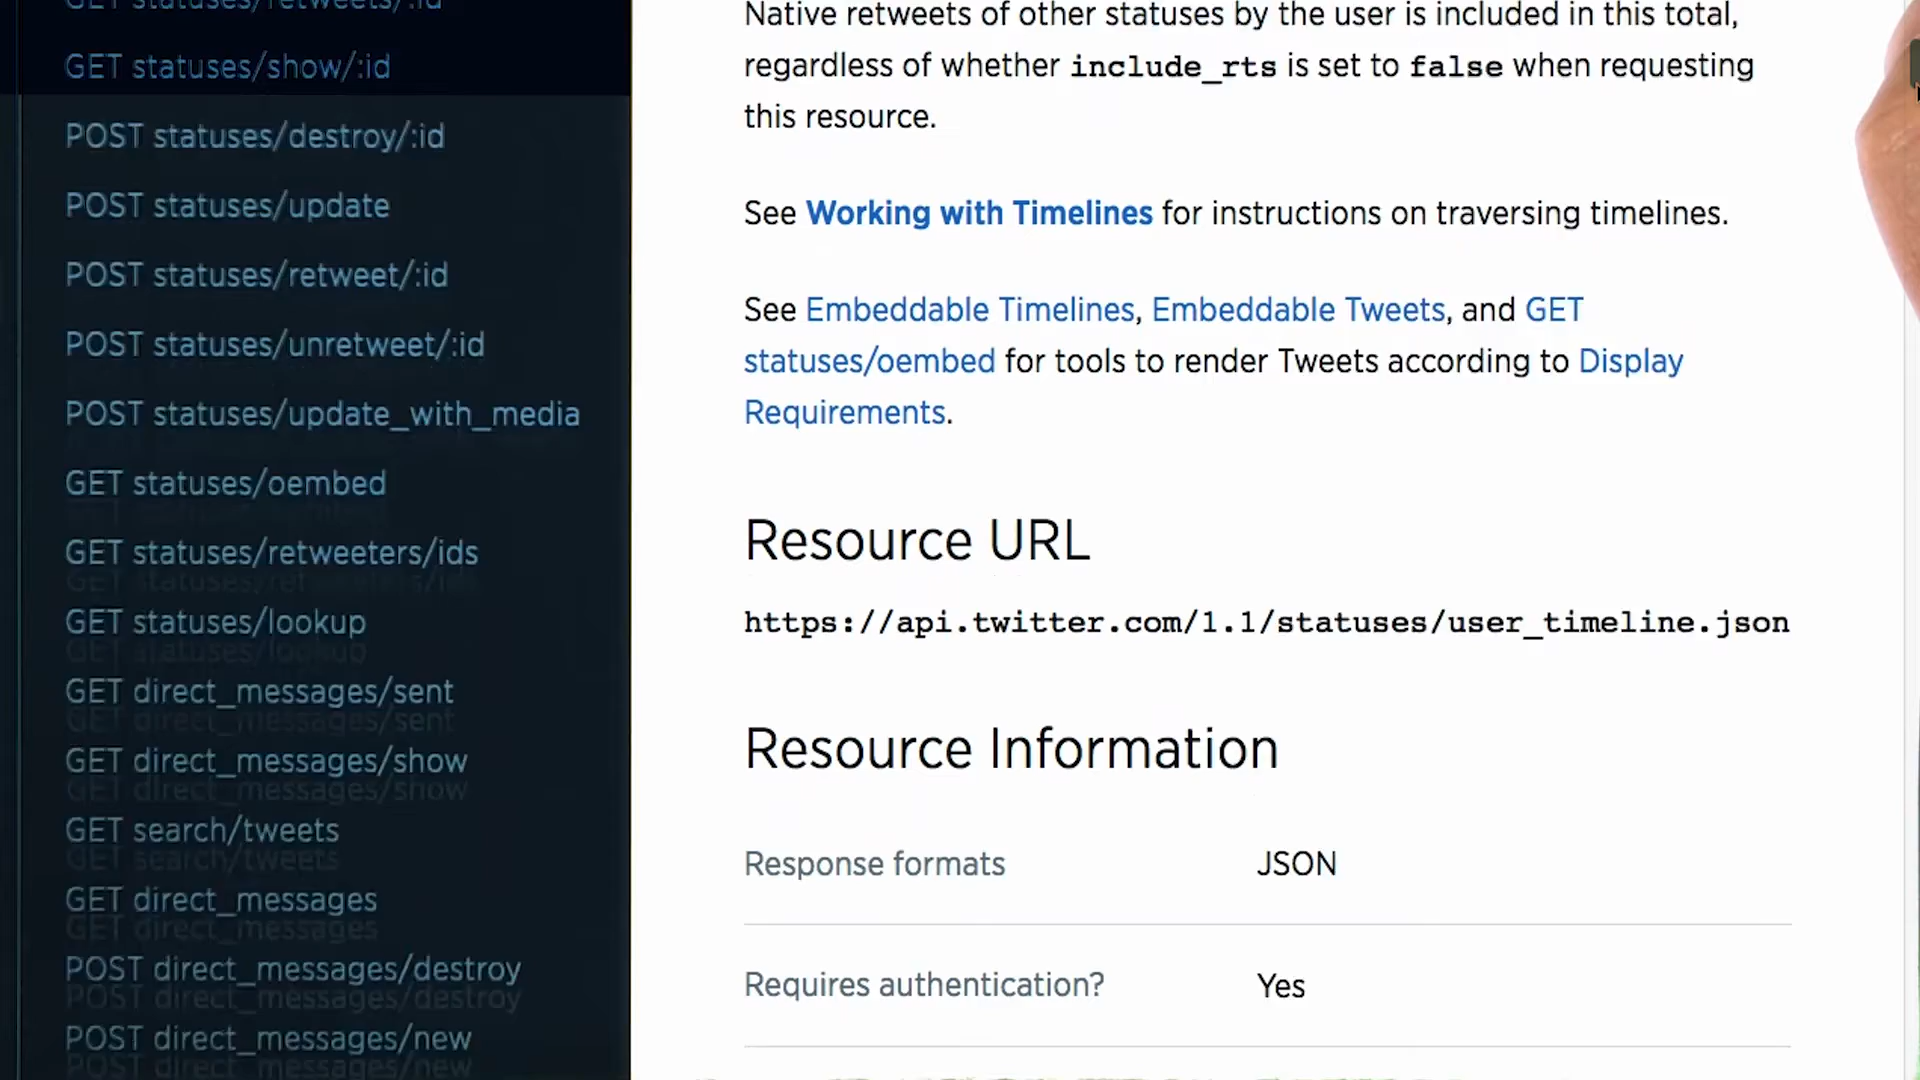 GET statuses/retweets/:id
GET statuses/show/:id
POST statuses/destroy/:id
POST statuses/update
POST statuses/retweet/:id
POST statuses/unretweet/:id
POST statuses/update_with_media
GET statuses/oembed
GET statuses/retweeters/ids
GET statuses/lookup
GET direct_messages/sent
GET direct_messages/show
GET search/tweets
GET direct_messages
POST direct_messages/destroy
POST direct_messages/new
Native retweets of other statuses by the user is included in this total,
regardless of whether include_rts is set to false when requesting
this resource.
See Working with Timelines for instructions on traversing timelines.
See Embeddable Timelines, Embeddable Tweets, and GET
statuses/oembed for tools to render Tweets according to Display
Requirements.
Resource URL
https://api.twitter.com/1.1/statuses/user_timeline.json
Resource Information
Response formats JSON
Requires authentication? Yes